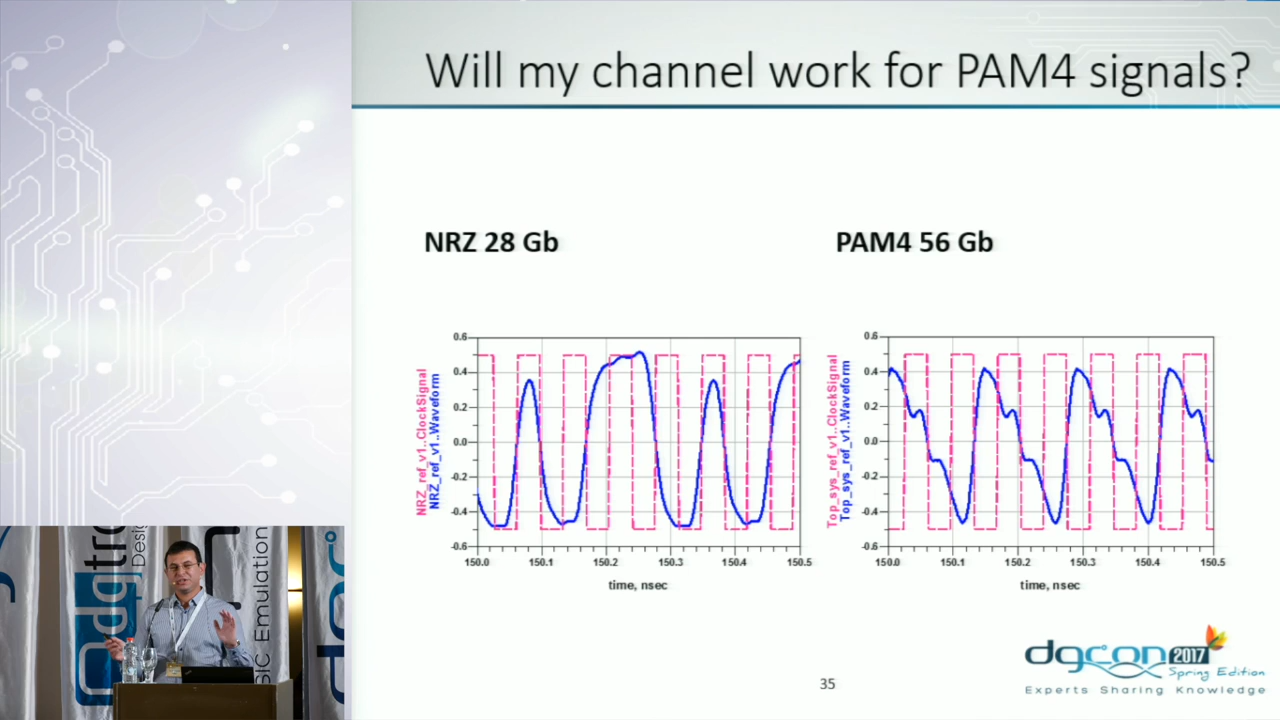 Will my channel work for PAM4 signals?
NRZ 28 Gb
PAM4 56 Gb
NRZ_ref_v1..ClockSignal
NRZ_ref_v1..Waveform
0.6
0.4
0.2
0.0
-0.2
-0.4
-0.6
150.0
150.1
150.2
150.3
150.4
150.5
time, nsec
Top_sys_ref_v1..ClockSignal
Top_sys_ref_v1..Waveform
0.6
0.4
0.2
0.0
-0.2
-0.4
-0.6
150.0
150.1
150.2
150.3
150.4
150.5
time, nsec
dgcon 2017
Spring Edition
Experts Sharing Knowledge
35
Desig
SIC Emulation